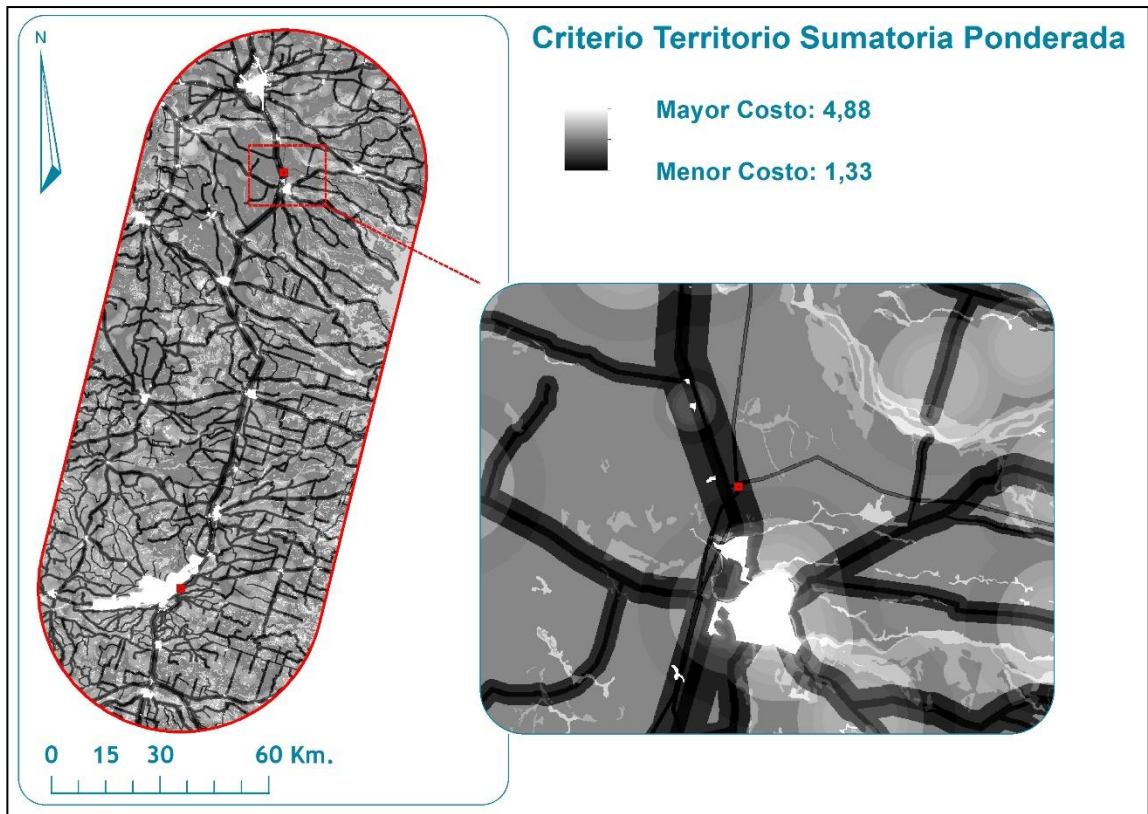 Criterio Territorio Sumatoria Ponderada
N
Mayor Costo: 4,88
Menor Costo: 1,33
0 15 30 60 Km.